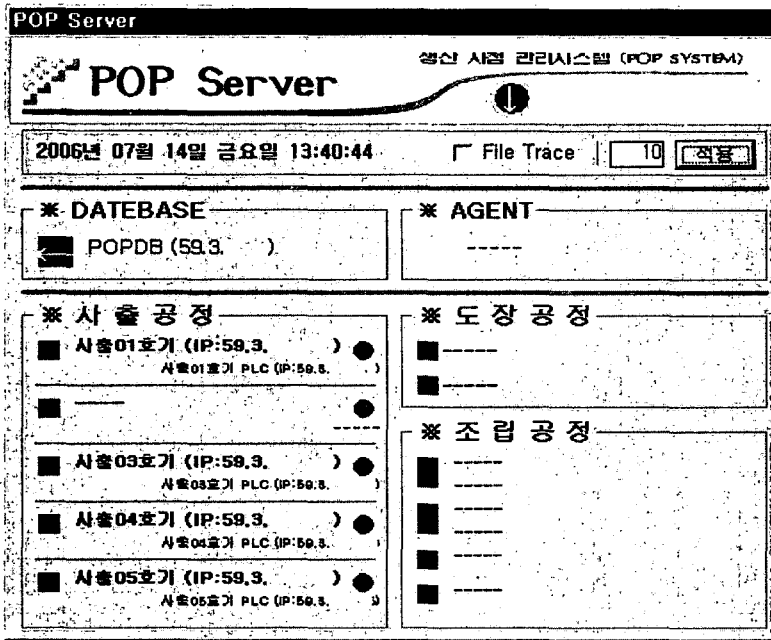 POP Server
생산 시점 관리시스템 (POP SYSTEM)
POP Server
2006년 07월 14일 금요일 13:40:44
File Trace
10
적용
※ DATEBASE
POPDB (59.3. )
※ AGENT
-----
※ 사 출 공 정
사출01호기 (IP:59.3. )
사출01호기 PLC (IP:59.3. )
-----
사출03호기 (IP:59.3. )
사출03호기 PLC (IP:59.3. )
사출04호기 (IP:59.3. )
사출04호기 PLC (IP:59.3. )
사출05호기 (IP:59.3. )
사출05호기 PLC (IP:59.3. )
※ 도 장 공 정
-----
-----
※ 조 립 공 정
-----
-----
-----
-----
-----
-----